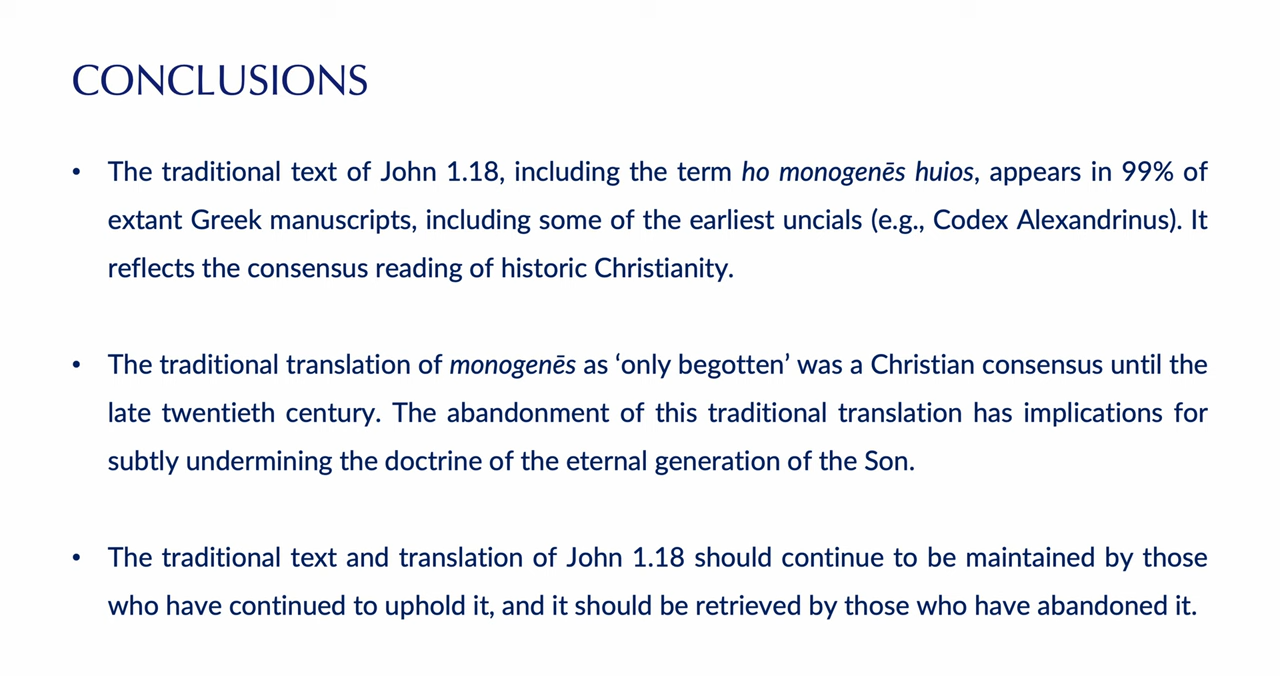 CONCLUSIONS
• The traditional text of John 1.18, including the term ho monogenēs huios, appears in 99% of
extant Greek manuscripts, including some of the earliest uncials (e.g., Codex Alexandrinus). It
reflects the consensus reading of historic Christianity.
• The traditional translation of monogenēs as ‘only begotten’ was a Christian consensus until the
late twentieth century. The abandonment of this traditional translation has implications for
subtly undermining the doctrine of the eternal generation of the Son.
• The traditional text and translation of John 1.18 should continue to be maintained by those
who have continued to uphold it, and it should be retrieved by those who have abandoned it.